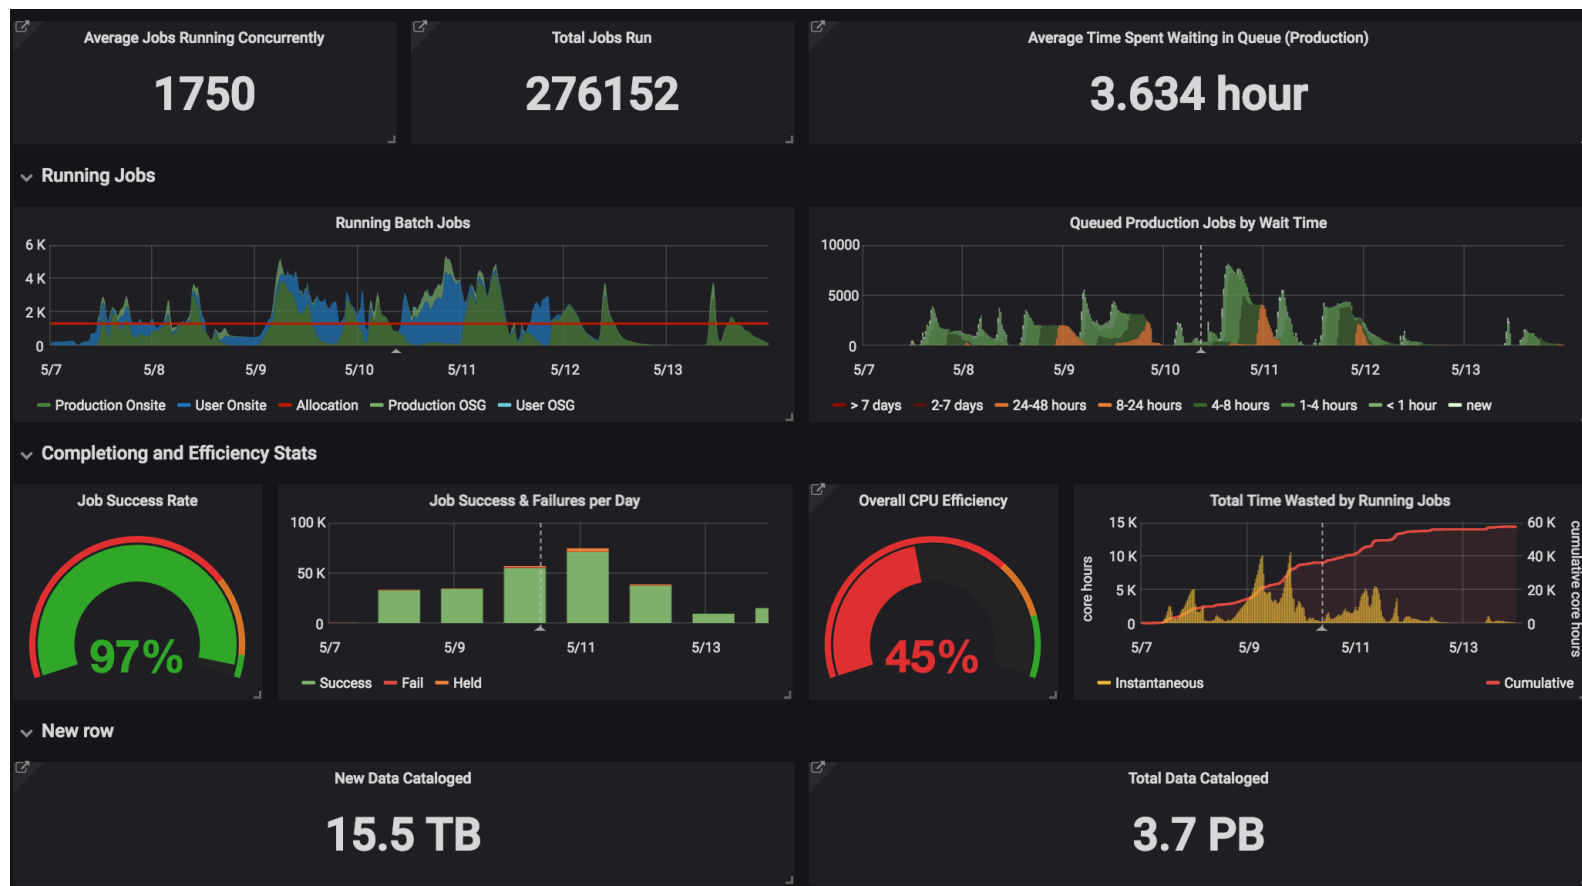 Average Jobs Running Concurrently
1750
Total Jobs Run
276152
Average Time Spent Waiting in Queue (Production)
3.634 hour
Running Jobs
Running Batch Jobs
6 K
4 K
2 K
0
5/7 5/8 5/9 5/10 5/11 5/12 5/13
Production Onsite User Onsite Allocation Production OSG User OSG
Queued Production Jobs by Wait Time
10000
5000
0
5/7 5/8 5/9 5/10 5/11 5/12 5/13
> 7 days 2-7 days 24-48 hours 8-24 hours 4-8 hours 1-4 hours < 1 hour new
Completiong and Efficiency Stats
Job Success Rate
97%
Job Success & Failures per Day
100 K
50 K
0
5/7 5/9 5/11 5/13
Success Fail Held
Overall CPU Efficiency
45%
Total Time Wasted by Running Jobs
core hours
15 K
10 K
5 K
0
60 K
40 K
20 K
0
cumulative core hours
5/7 5/9 5/11 5/13
Instantaneous Cumulative
New row
New Data Cataloged
15.5 TB
Total Data Cataloged
3.7 PB